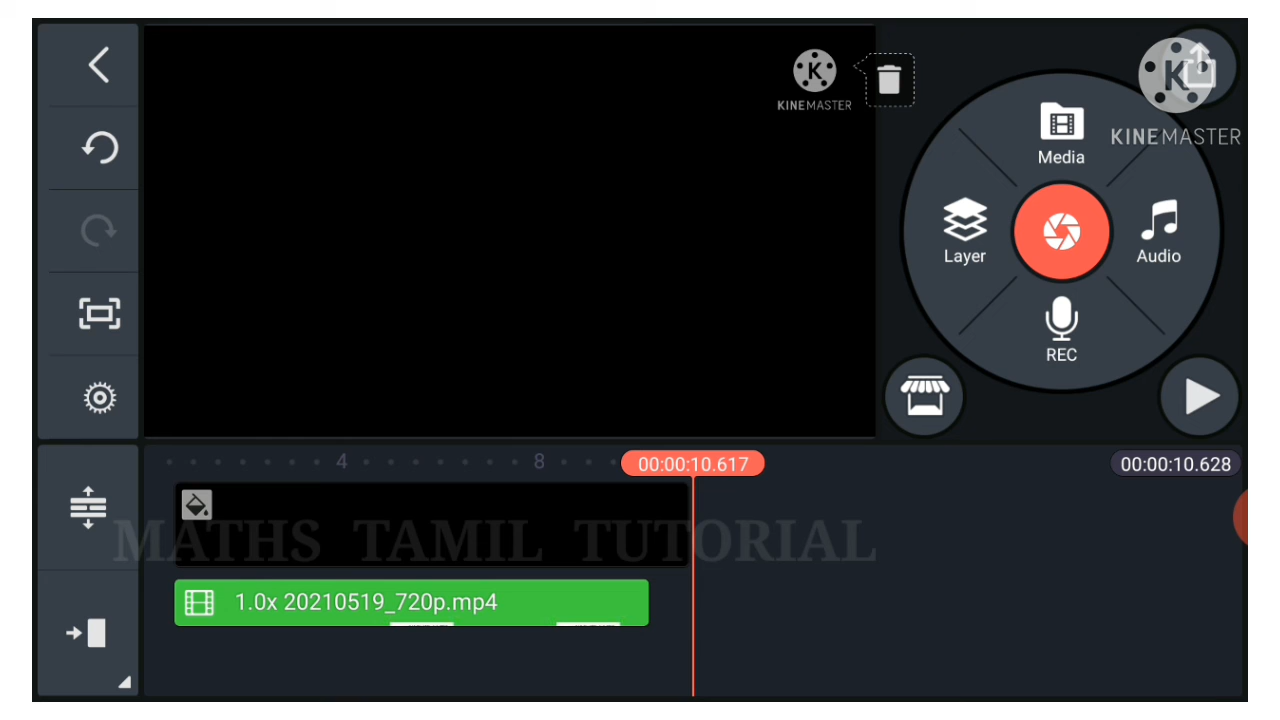 KINEMASTER
KINEMASTER
Media
Layer
Audio
REC
4
8
00:00:10.617
00:00:10.628
MATHS TAMIL TUTORIAL
1.0x 20210519_720p.mp4